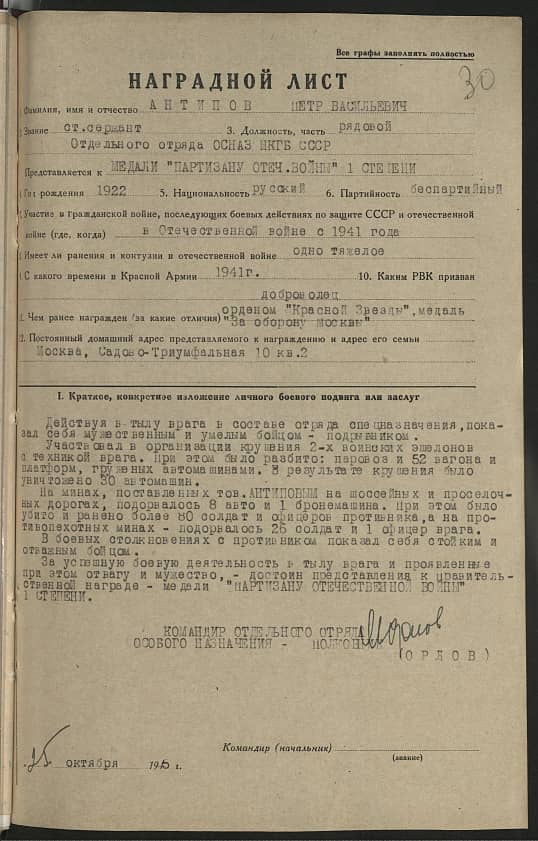 Все графы заполнять полностью
30
НАГРАДНОЙ ЛИСТ
Фамилия, имя и отчество АНТИПОВ ПЕТР ВАСИЛЬЕВИЧ
Звание ст.сержант 3. Должность, часть рядовой
Отдельного отряда ОСНАЗ НКГБ СССР
Представляется к МЕДАЛИ "ПАРТИЗАНУ ОТЕЧ.ВОЙНЫ" 1 СТЕПЕНИ
Год рождения 1922 5. Национальность русский 6. Партийность беспартийный
Участие в гражданской войне, последующих боевых действиях по защите СССР и отечественной
войне (где, когда) в Отечественной войне с 1941 года
Имеет ли ранения и контузии в отечественной войне одно тяжелое
С какого времени в Красной Армии 1941г. 10. Каким РВК призван
доброволец
орденом "Красной Звезды", медаль
Чем ранее награжден (за какие отличия) "За оборону Москвы"
2. Постоянный домашний адрес представляемого к награждению и адрес его семьи
Москва, Садово-Триумфальная 10 кв.2
I. Краткое, конкретное изложение личного боевого подвига или заслуг
Действуя в тылу врага в составе отряда спецназначения, пока-
зал себя мужественным и умелым бойцом - подрывником.
Участвовал в организации крушения 2-х воинских эшелонов
с техникой врага. При этом было разбито: паровоз и 52 вагона и
платформ, груженых автомашинами. В результате крушения было
уничтожено 30 автомашин.
На минах, поставленных тов. АНТИПОВЫМ на шоссейных и проселоч-
ных дорогах, подорвалось 8 авто и 1 бронемашина. При этом было
убито и ранено более 80 солдат и офицеров противника, а на про-
тивопехотных минах - подорвалось 26 солдат и 1 офицер врага.
В боевых столкновениях с противником показал себя стойким и
отважным бойцом.
За успешную боевую деятельность в тылу врага и проявленные
при этом отвагу и мужество, - достоин представления к правитель-
ственной награде - медали "ПАРТИЗАНУ ОТЕЧЕСТВЕННОЙ ВОЙНЫ"
1 СТЕПЕНИ.
КОМАНДИР ОТДЕЛЬНОГО ОТРЯДА
ОСОБОГО НАЗНАЧЕНИЯ - ПОЛКОВНИК
(ОРЛОВ)
Командир (начальник)
(звание)
25 октября 194 г.